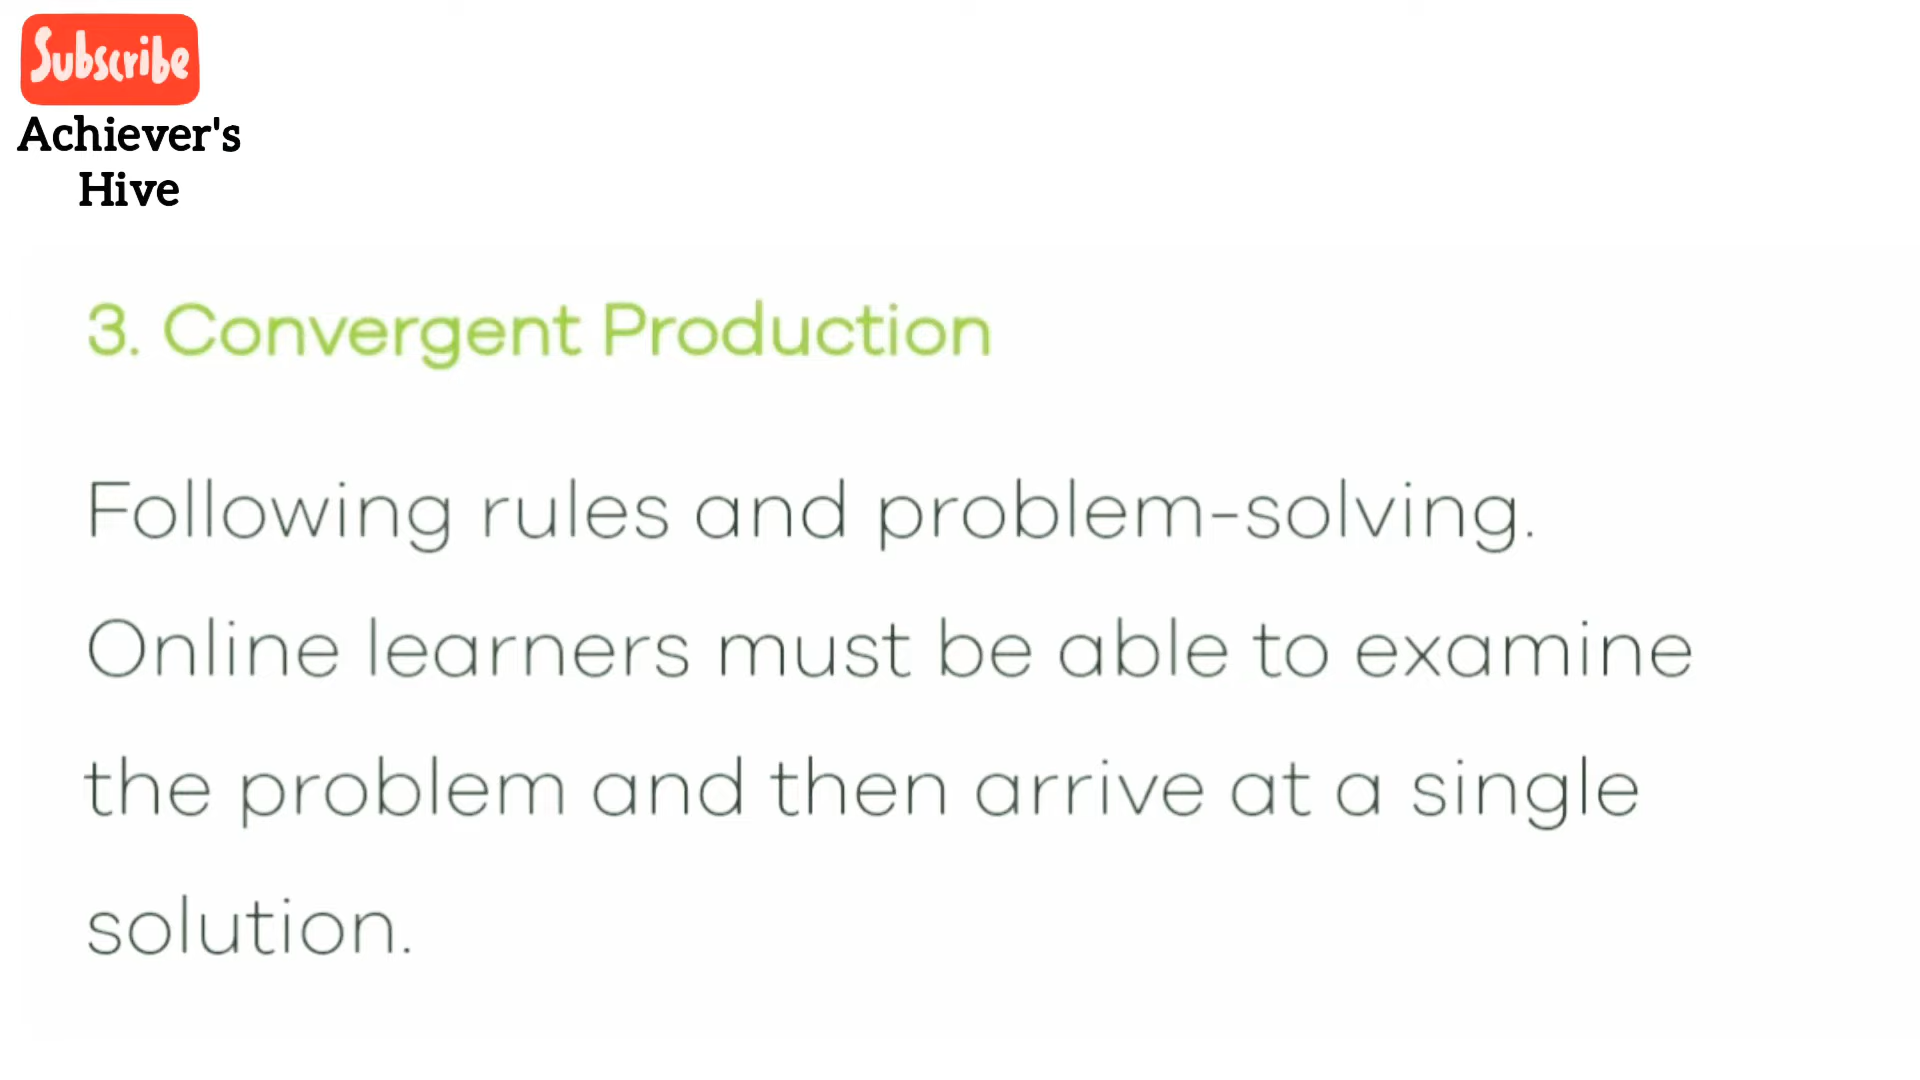 Subscribe
Achiever's
Hive
3. Convergent Production
Following rules and problem-solving.
Online learners must be able to examine
the problem and then arrive at a single
solution.